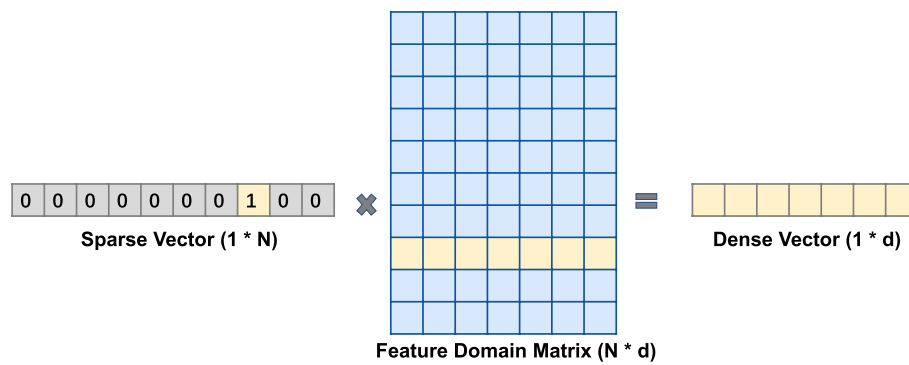 0 0 0 0 0 0 0 1 0 0
Sparse Vector (1 * N)
Feature Domain Matrix (N * d)
=
Dense Vector (1 * d)